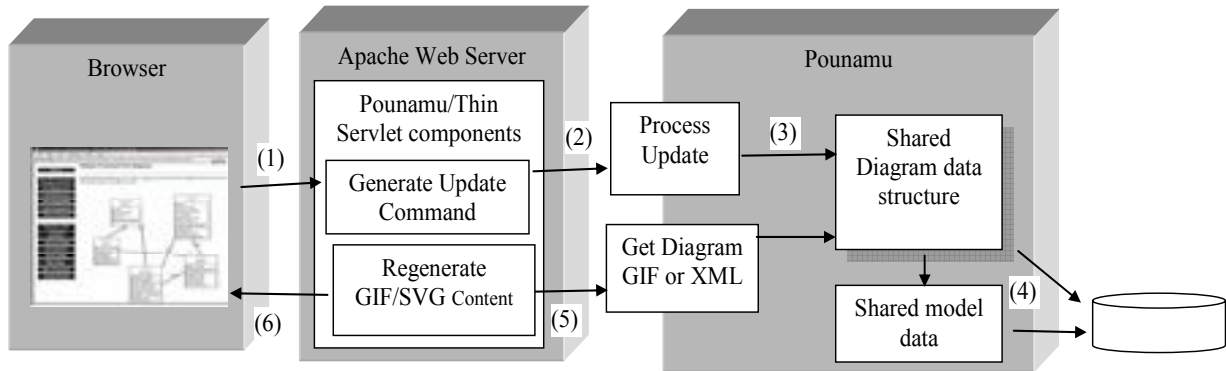 Browser
Apache Web Server
Pounamu
Pounamu/Thin
Servlet components
(1)
Generate Update
Command
(2)
Process
Update
(3)
Shared
Diagram data
structure
Regenerate
GIF/SVG Content
(6)
(5)
Get Diagram
GIF or XML
Shared model
data
(4)